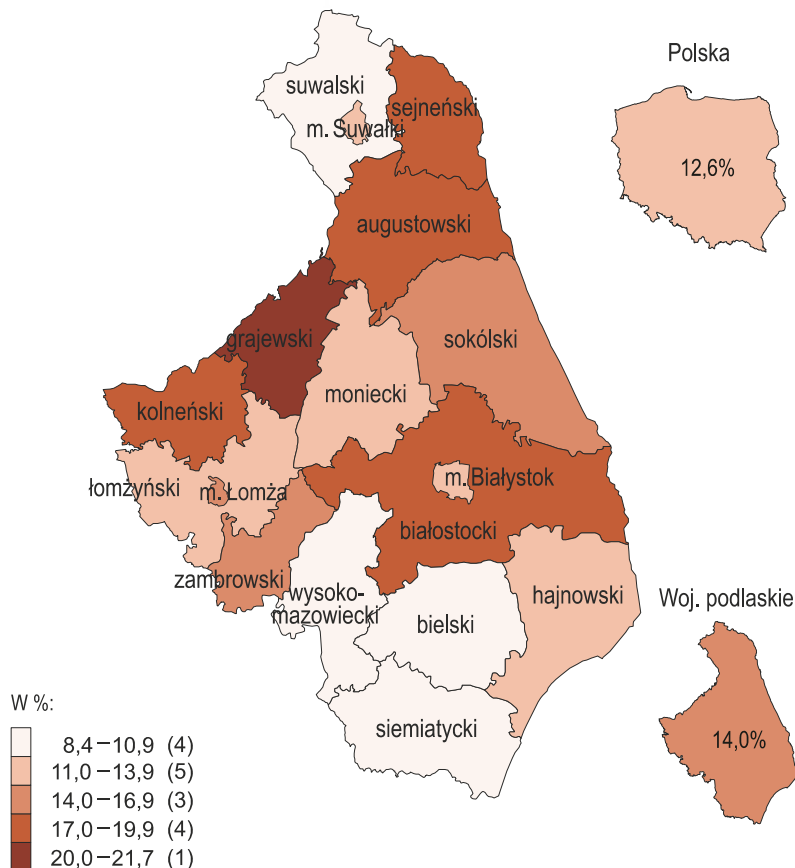 Polska
suwalski
sejneński
m. Suwałki
12,6%
augustowski
grajewski
sokólski
moniecki
kolneński
m. Białystok
łomżyński
m. Łomża
białostocki
zambrowski
wysoko-
mazowiecki
hajnowski
Woj. podlaskie
bielski
siemiatycki
14,0%
W %:
8,4–10,9 (4)
11,0–13,9 (5)
14,0–16,9 (3)
17,0–19,9 (4)
20,0–21,7 (1)